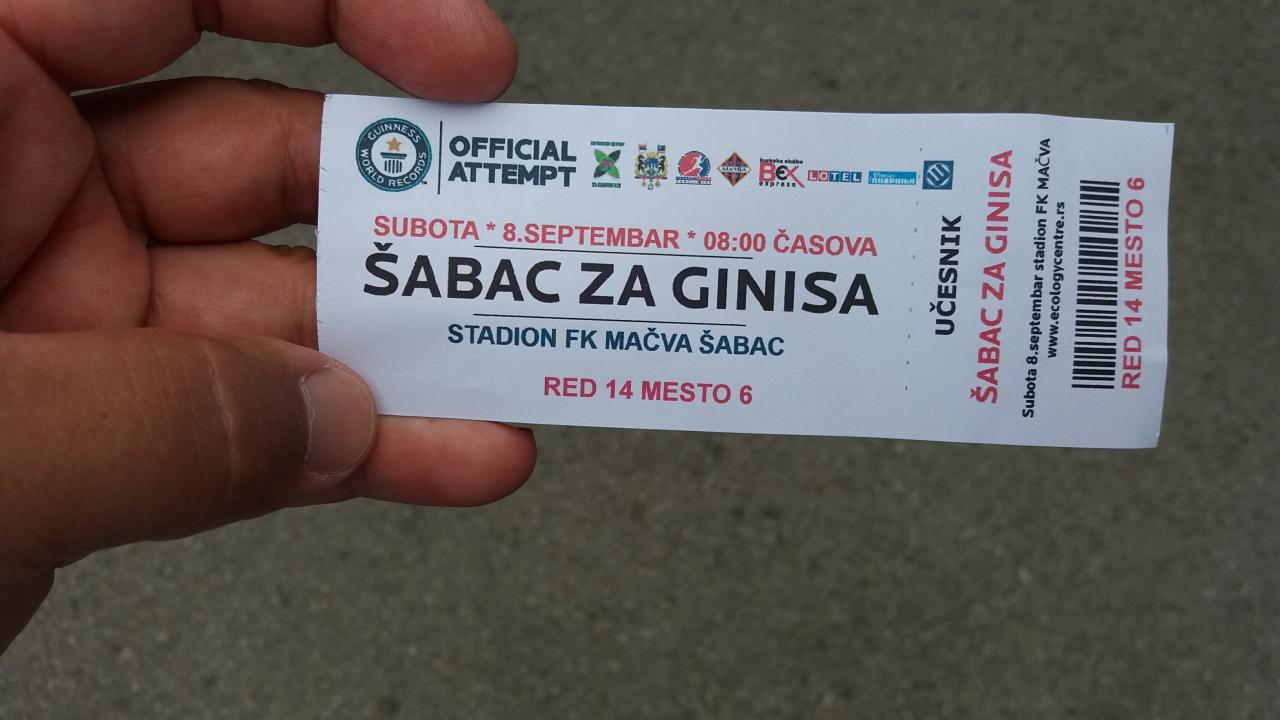 GUINNESS
WORLD RECORDS
OFFICIAL
ATTEMPT
BEX
express
LOTEL
SUBOTA * 8.SEPTEMBAR * 08:00 ČASOVA
ŠABAC ZA GINISA
STADION FK MAČVA ŠABAC
RED 14 MESTO 6
UČESNIK
ŠABAC ZA GINISA
Subota 8.septembar stadion FK MAČVA
www.ecologycentre.rs
RED 14 MESTO 6